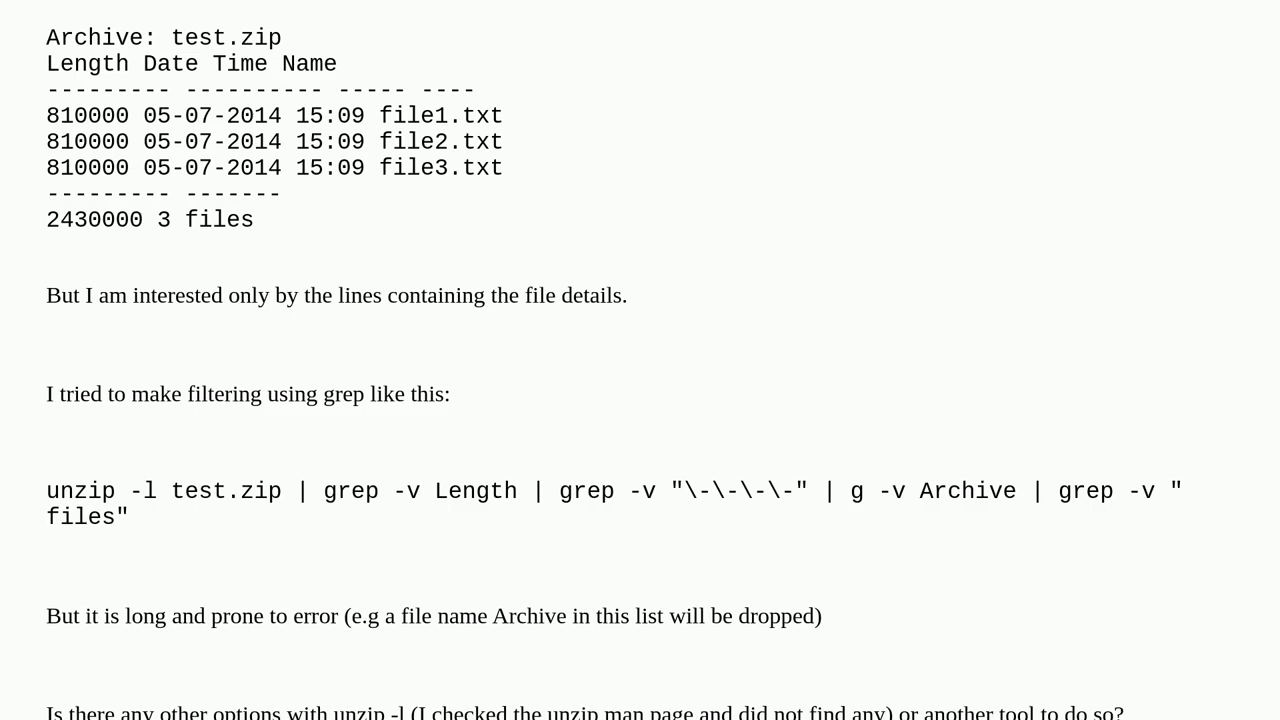 Archive: test.zip
Length Date Time Name
--------- ---------- ----- ----
810000 05-07-2014 15:09 file1.txt
810000 05-07-2014 15:09 file2.txt
810000 05-07-2014 15:09 file3.txt
--------- -------
2430000 3 files
But I am interested only by the lines containing the file details.
I tried to make filtering using grep like this:
unzip -l test.zip | grep -v Length | grep -v "\-\-\-\-" | g -v Archive | grep -v "
files"
But it is long and prone to error (e.g a file name Archive in this list will be dropped)
Is there any other options with unzip -l (I checked the unzip man page and did not find any) or another tool to do so?